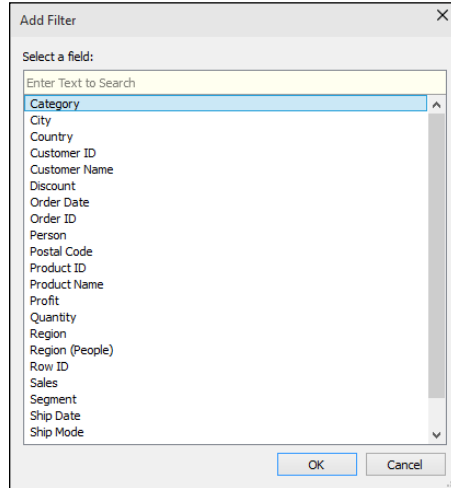 Add Filter
Select a field:
Enter Text to Search
Category
City
Country
Customer ID
Customer Name
Discount
Order Date
Order ID
Person
Postal Code
Product ID
Product Name
Profit
Quantity
Region
Region (People)
Row ID
Sales
Segment
Ship Date
Ship Mode
OK
Cancel